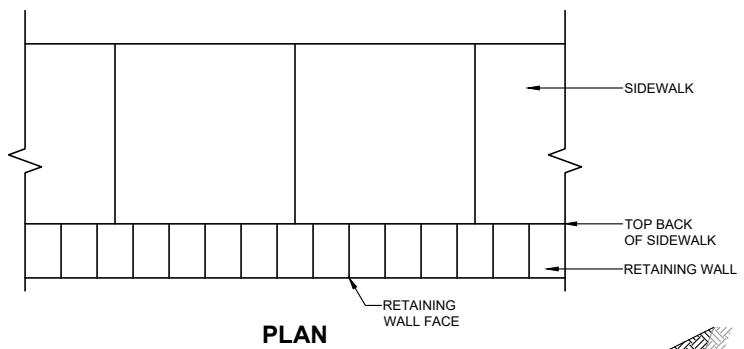 SIDEWALK
TOP BACK
OF SIDEWALK
RETAINING WALL
RETAINING
WALL FACE
PLAN